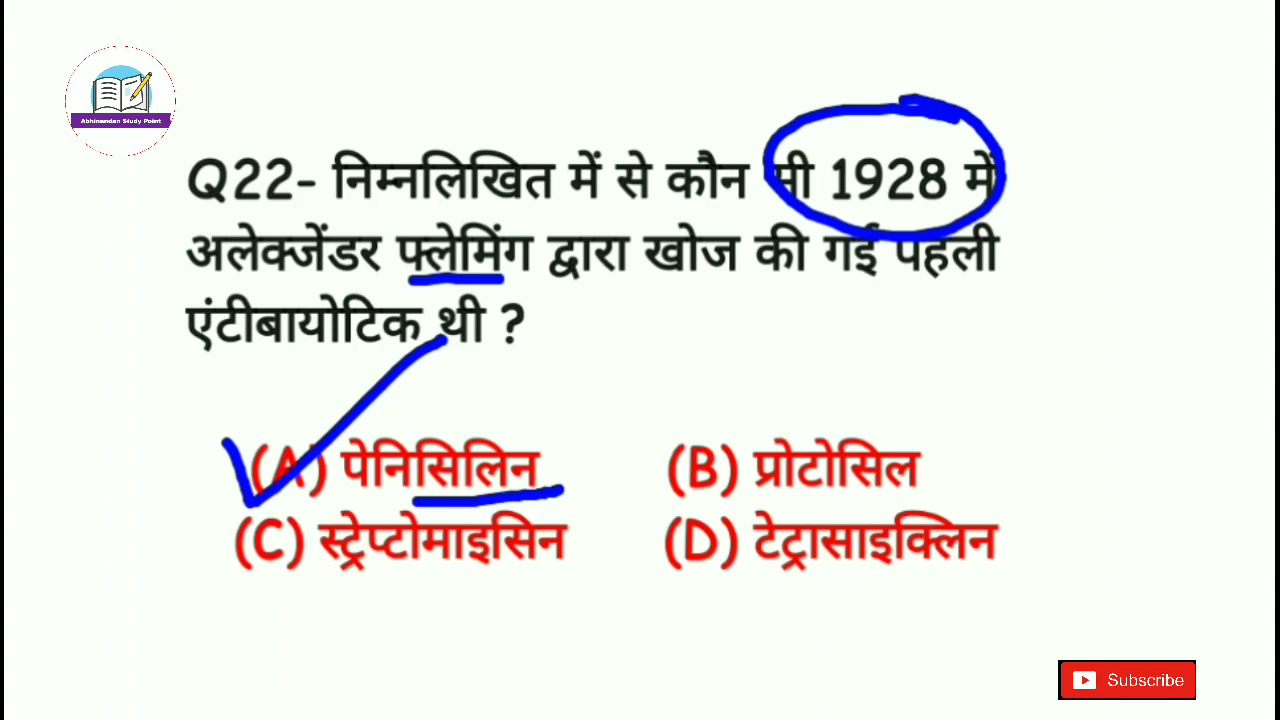 Abhinandan Study Point
Q22- निम्नलिखित में से कौन सी 1928 में
अलेक्जेंडर फ्लेमिंग द्वारा खोज की गई पहली
एंटीबायोटिक थी ?
(A) पेनिसिलिन (B) प्रोटोसिल
(C) स्ट्रेप्टोमाइसिन (D) टेट्रासाइक्लिन
Subscribe